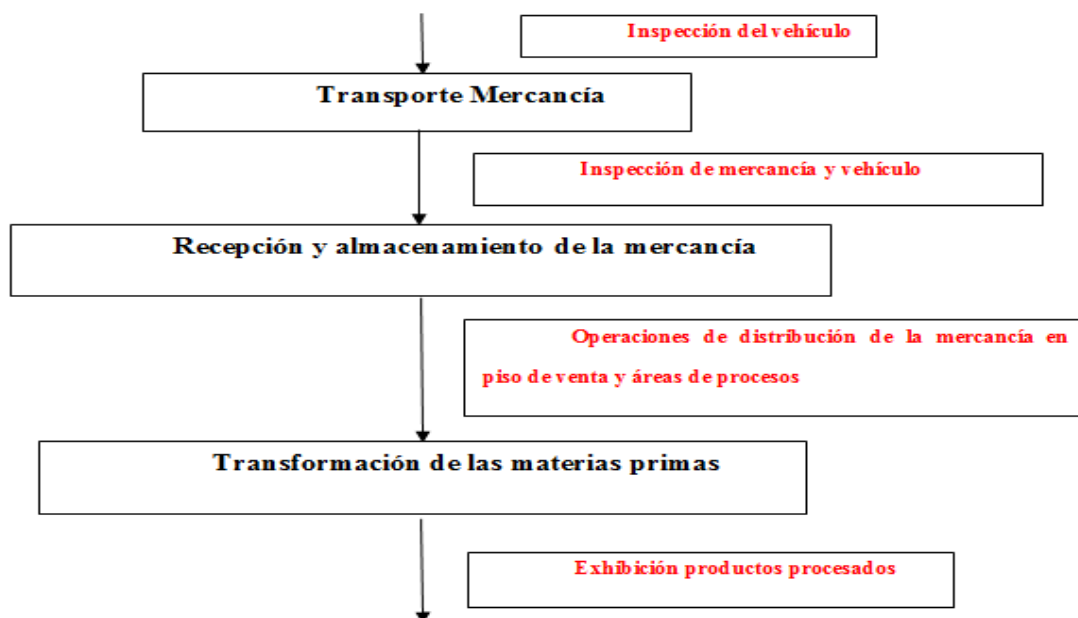 Inspección del vehículo
Transporte Mercancía
Inspección de mercancía y vehículo
Recepción y almacenamiento de la mercancía
Operaciones de distribución de la mercancía en
piso de venta y áreas de procesos
Transformación de las materias primas
Exhibición productos procesados